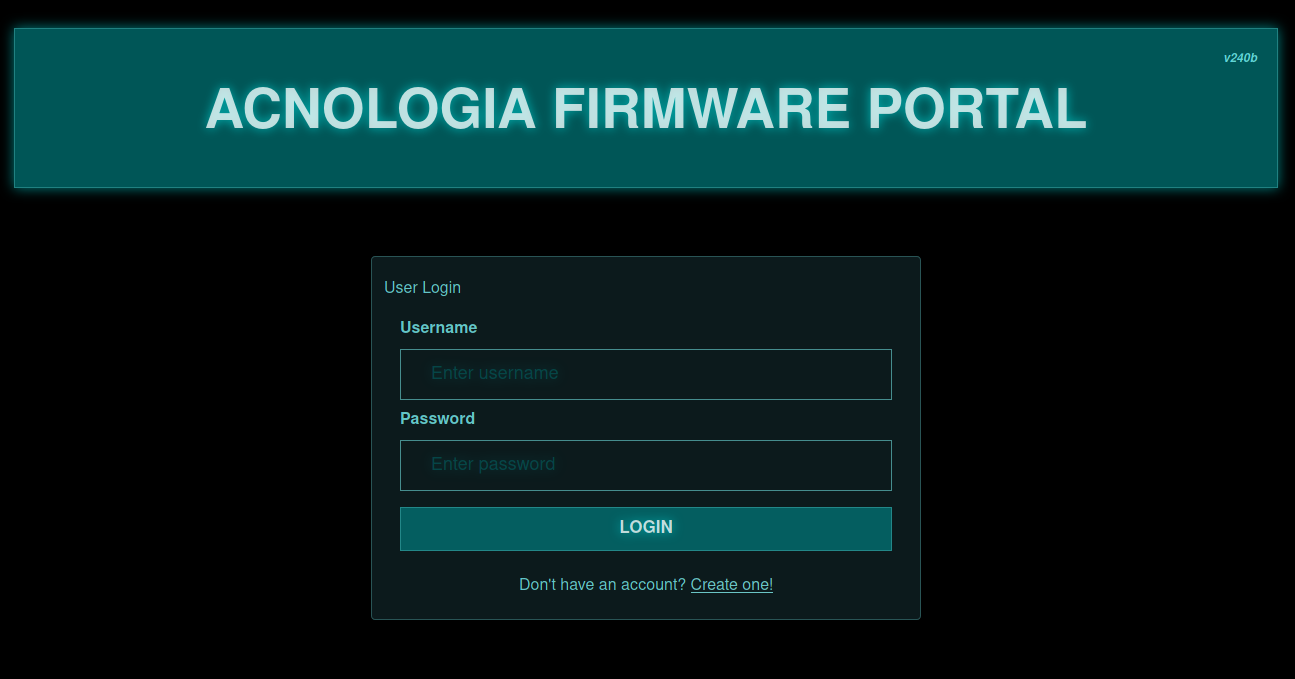 v240b
ACNOLOGIA FIRMWARE PORTAL
User Login
Username
Enter username
Password
Enter password
LOGIN
Don't have an account? Create one!